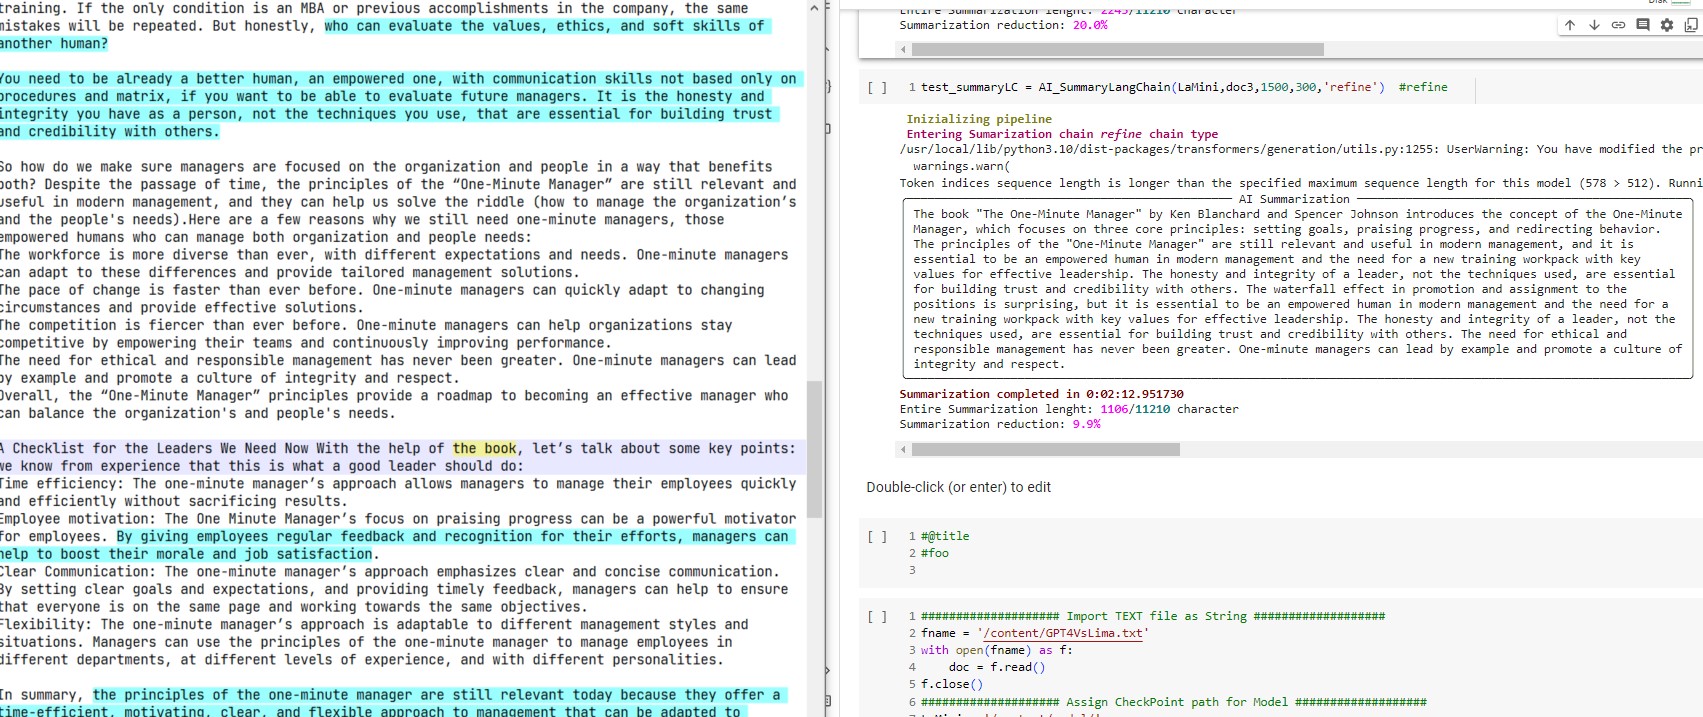 training. If the only condition is an MBA or previous accomplishments in the company, the same
mistakes will be repeated. But honestly, who can evaluate the values, ethics, and soft skills of
another human?
You need to be already a better human, an empowered one, with communication skills not based only on
procedures and matrix, if you want to be able to evaluate future managers. It is the honesty and
integrity you have as a person, not the techniques you use, that are essential for building trust
and credibility with others.
So how do we make sure managers are focused on the organization and people in a way that benefits
both? Despite the passage of time, the principles of the “One-Minute Manager” are still relevant and
useful in modern management, and they can help us solve the riddle (how to manage the organization’s
and the people's needs).Here are a few reasons why we still need one-minute managers, those
empowered humans who can manage both organization and people needs:
The workforce is more diverse than ever, with different expectations and needs. One-minute managers
can adapt to these differences and provide tailored management solutions.
The pace of change is faster than ever before. One-minute managers can quickly adapt to changing
circumstances and provide effective solutions.
The competition is fiercer than ever before. One-minute managers can help organizations stay
competitive by empowering their teams and continuously improving performance.
The need for ethical and responsible management has never been greater. One-minute managers can lead
by example and promote a culture of integrity and respect.
Overall, the “One-Minute Manager” principles provide a roadmap to becoming an effective manager who
can balance the organization's and people's needs.
A Checklist for the Leaders We Need Now With the help of the book, let’s talk about some key points:
we know from experience that this is what a good leader should do:
Time efficiency: The one-minute manager’s approach allows managers to manage their employees quickly
and efficiently without sacrificing results.
Employee motivation: The One Minute Manager’s focus on praising progress can be a powerful motivator
for employees. By giving employees regular feedback and recognition for their efforts, managers can
help to boost their morale and job satisfaction.
Clear Communication: The one-minute manager’s approach emphasizes clear and concise communication.
By setting clear goals and expectations, and providing timely feedback, managers can help to ensure
that everyone is on the same page and working towards the same objectives.
Flexibility: The one-minute manager’s approach is adaptable to different management styles and
situations. Managers can use the principles of the one-minute manager to manage employees in
different departments, at different levels of experience, and with different personalities.
In summary, the principles of the one-minute manager are still relevant today because they offer a
time-efficient, motivating, clear, and flexible approach to management that can be adapted to
Disk
Entire Summarization lenght: 2245/11210 character
Summarization reduction: 20.0%
[ ] 1 test_summaryLC = AI_SummaryLangChain(LaMini,doc3,1500,300,'refine') #refine
Inizializing pipeline
Entering Sumarization chain refine chain type
/usr/local/lib/python3.10/dist-packages/transformers/generation/utils.py:1255: UserWarning: You have modified the pr
warnings.warn(
Token indices sequence length is longer than the specified maximum sequence length for this model (578 > 512). Runni
AI Summarization
The book "The One-Minute Manager" by Ken Blanchard and Spencer Johnson introduces the concept of the One-Minute
Manager, which focuses on three core principles: setting goals, praising progress, and redirecting behavior.
The principles of the "One-Minute Manager" are still relevant and useful in modern management, and it is
essential to be an empowered human in modern management and the need for a new training workpack with key
values for effective leadership. The honesty and integrity of a leader, not the techniques used, are essential
for building trust and credibility with others. The waterfall effect in promotion and assignment to the
positions is surprising, but it is essential to be an empowered human in modern management and the need for a
new training workpack with key values for effective leadership. The honesty and integrity of a leader, not the
techniques used, are essential for building trust and credibility with others. The need for ethical and
responsible management has never been greater. One-minute managers can lead by example and promote a culture of
integrity and respect.
Summarization completed in 0:02:12.951730
Entire Summarization lenght: 1106/11210 character
Summarization reduction: 9.9%
Double-click (or enter) to edit
[ ] 1 #@title
2 #foo
3
[ ] 1 #################### Import TEXT file as String ###################
2 fname = '/content/GPT4VsLima.txt'
3 with open(fname) as f:
4 doc = f.read()
5 f.close()
6 #################### Assign CheckPoint path for Model ###################